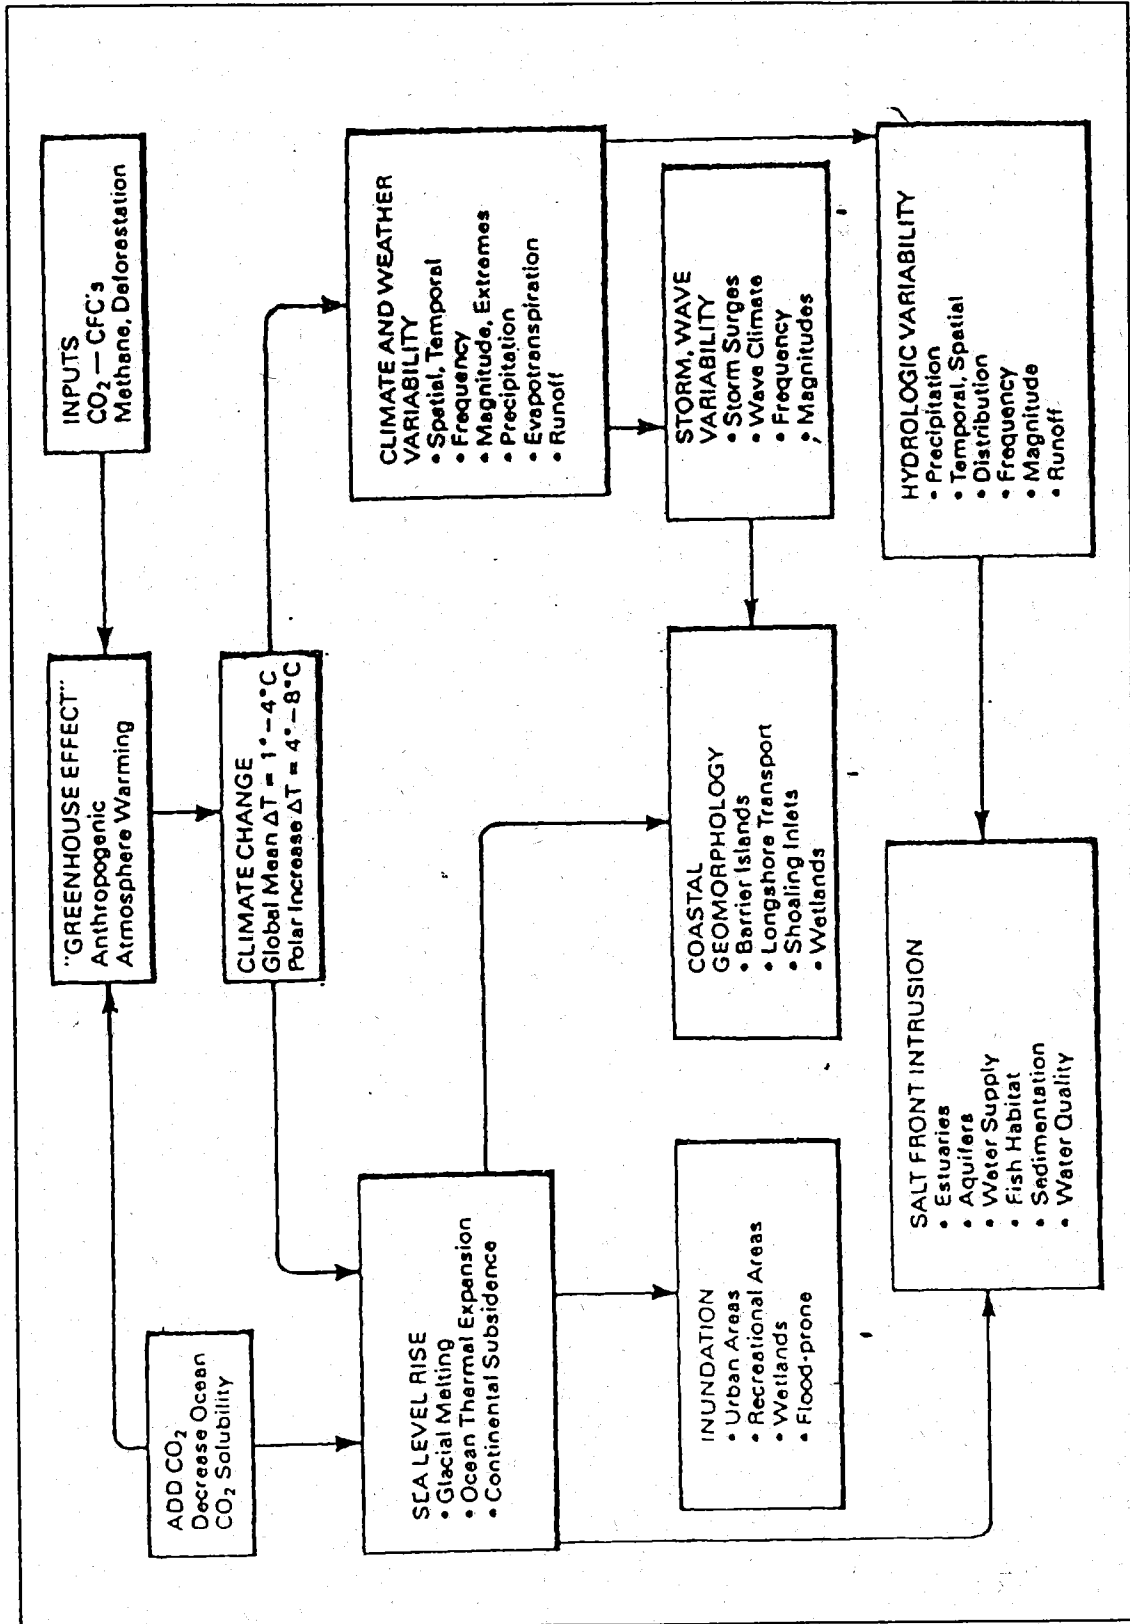 INPUTS
CO₂ — CFC's
Methane, Deforestation
"GREENHOUSE EFFECT"
Anthropogenic
Atmosphere Warming
ADD CO₂
Decrease Ocean
CO₂ Solubility
CLIMATE CHANGE
Global Mean ΔT = 1°–4°C
Polar Increase ΔT = 4°–8°C
SEA LEVEL RISE
• Glacial Melting
• Ocean Thermal Expansion
• Continental Subsidence
CLIMATE AND WEATHER
VARIABILITY
• Spatial, Temporal
• Frequency
• Magnitude, Extremes
• Precipitation
• Evapotranspiration
• Runoff
INUNDATION
• Urban Areas
• Recreational Areas
• Wetlands
• Flood-prone
COASTAL
GEOMORPHOLOGY
• Barrier Islands
• Longshore Transport
• Shoaling Inlets
• Wetlands
STORM, WAVE
VARIABILITY
• Storm Surges
• Wave Climate
• Frequency
• Magnitudes
SALT FRONT INTRUSION
• Estuaries
• Aquifers
• Water Supply
• Fish Habitat
• Sedimentation
• Water Quality
HYDROLOGIC VARIABILITY
• Precipitation
• Temporal, Spatial
• Distribution
• Frequency
• Magnitude
• Runoff